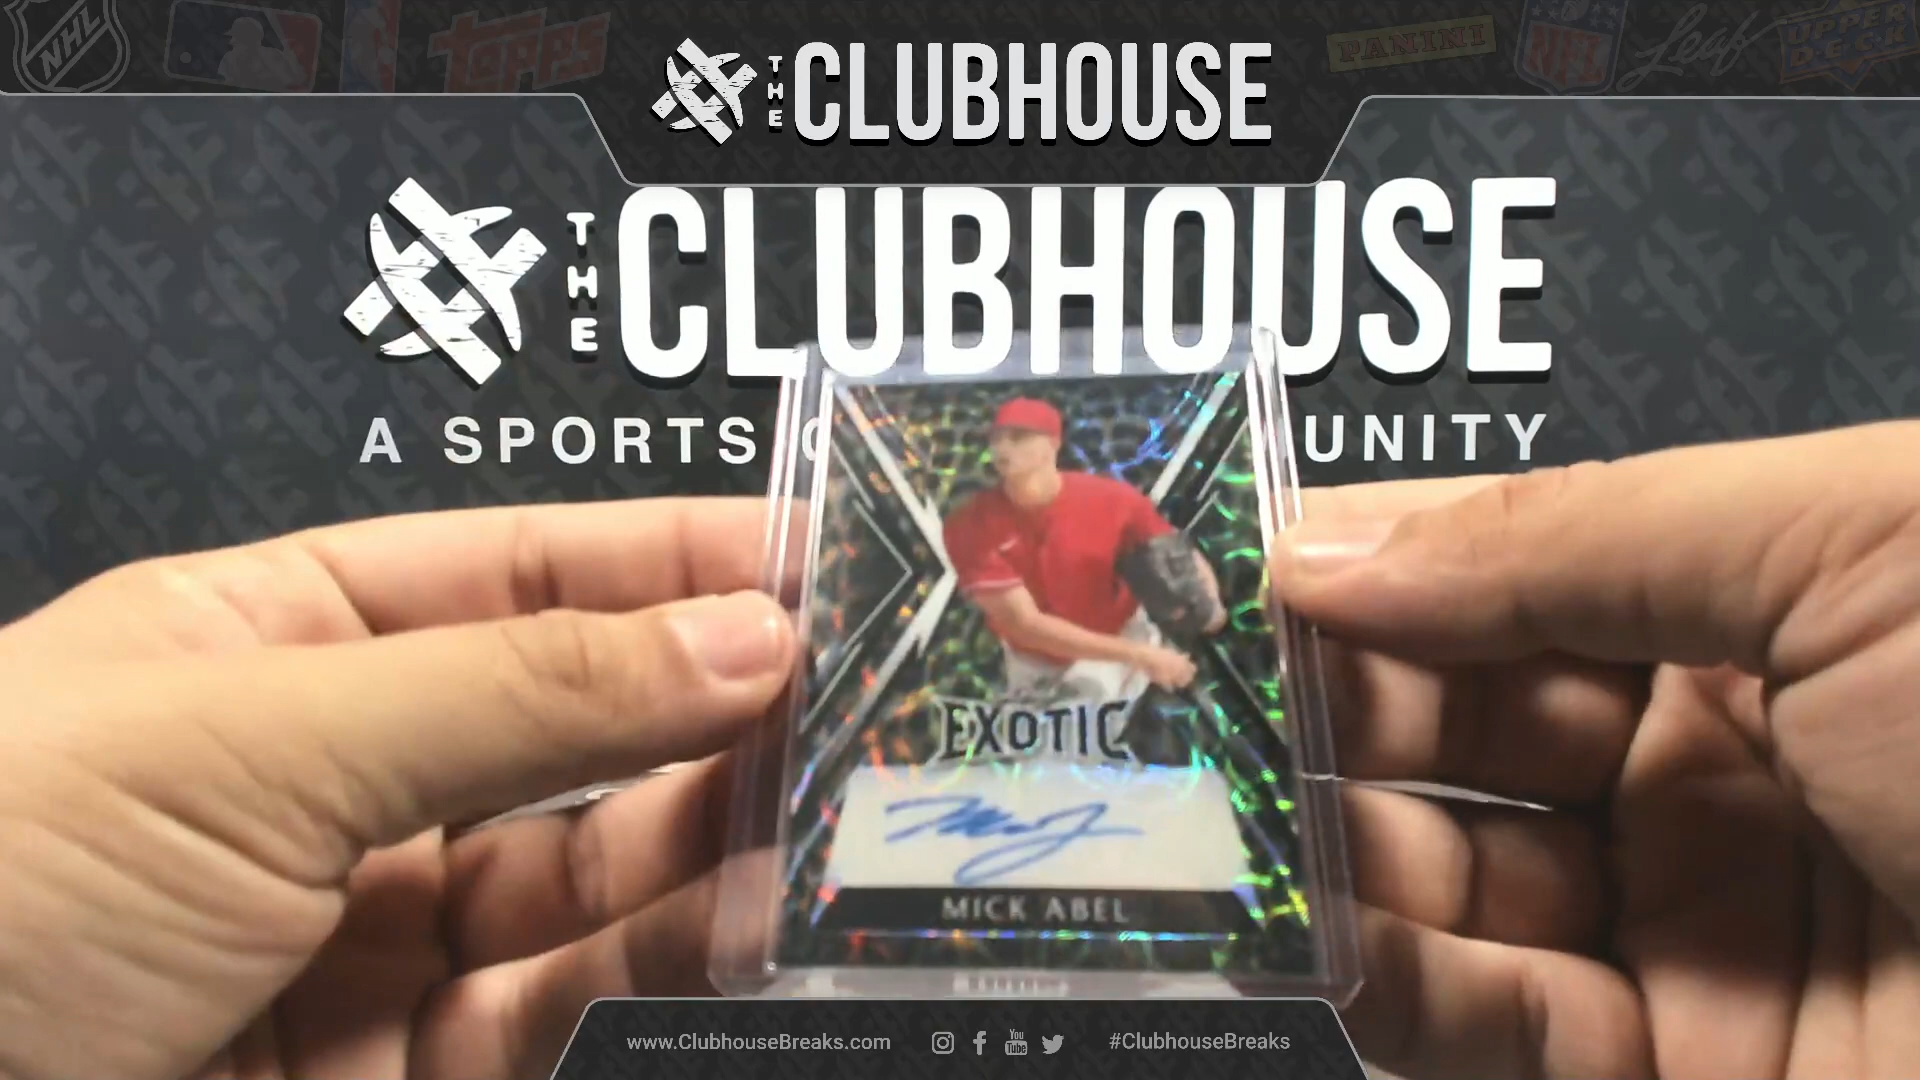 NHL
topps
PANINI
NFL
Leaf
UPPER DECK
THE CLUBHOUSE
THE CLUBHOUSE
A SPORTS C UNITY
EXOTIC
MICK ABEL
www.ClubhouseBreaks.com
You Tube
#ClubhouseBreaks